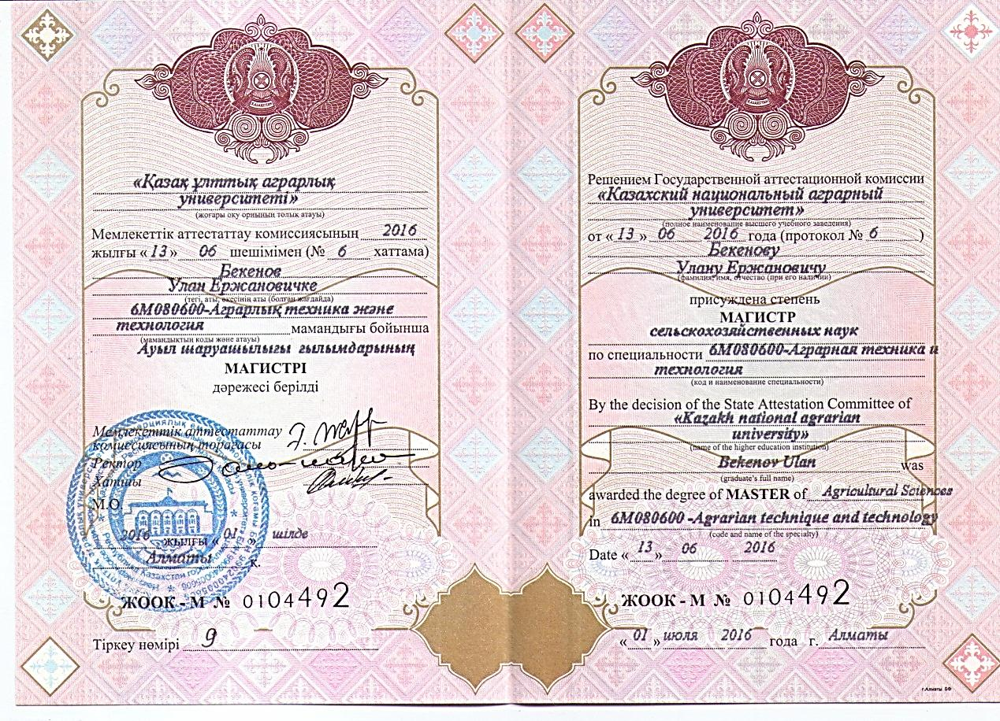 «Қазақ ұлттық аграрлық
университеті»
(жоғары оқу орнының толық атауы)
Мемлекеттік аттестаттау комиссиясының 2016
жылғы «13» 06 шешімімен (№ 6 хаттама)
Бекенов
Улан Ержановичке
(тегі, аты, әкесінің аты (болған жағдайда)
6М080600-Аграрлық техника және
технология мамандығы бойынша
(мамандықтың коды және атауы)
Ауыл шаруашылығы ғылымдарының
МАГИСТРІ
дәрежесі берілді
Мемлекеттік аттестаттау
комиссиясының төрағасы
Ректор
Хатшы
М.О.
2016 жылғы «01» шілде
Алматы қ.
ЖООК - М № 0104492
Тіркеу нөмірі 9
Решением Государственной аттестационной комиссии
«Казахский национальный аграрный
университет»
(полное наименование высшего учебного заведения)
от «13» 06 2016 года (протокол № 6 )
Бекенову
Улану Ержановичу
(фамилия, имя, отчество (при его наличии)
присуждена степень
МАГИСТР
сельскохозяйственных наук
по специальности 6М080600-Аграрная техника и
технология
(код и наименование специальности)
By the decision of the State Attestation Committee of
«Kazakh national agrarian
university»
(name of the higher education institution)
Bekenov Ulan was
(graduate's full name)
awarded the degree of MASTER of Agricultural Sciences
in 6M080600 -Agrarian technique and technology
(code and name of the specialty)
Date « 13 » 06 2016
ЖООК - М № 0104492
« 01 » июля 2016 года г. Алматы
г.Алматы БФ